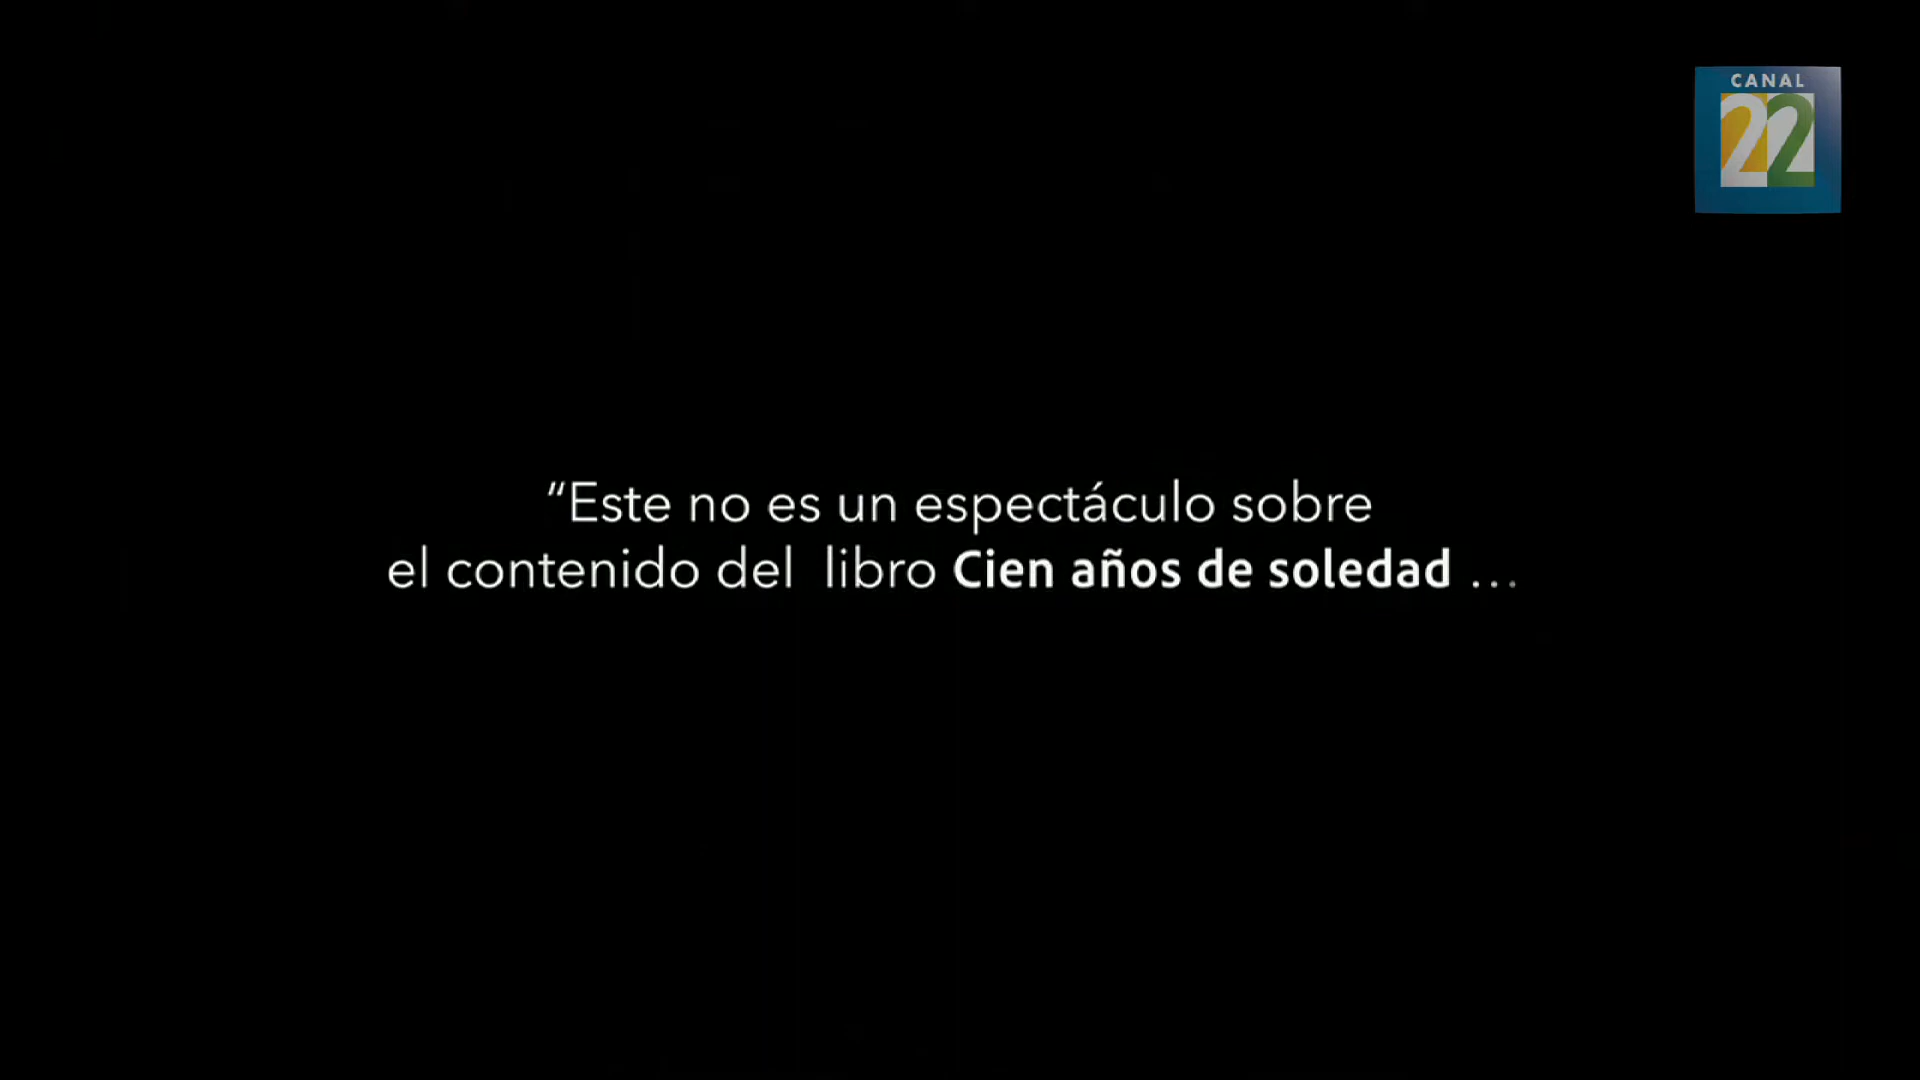 CANAL
22
“Este no es un espectáculo sobre
el contenido del  libro Cien años de soledad ...